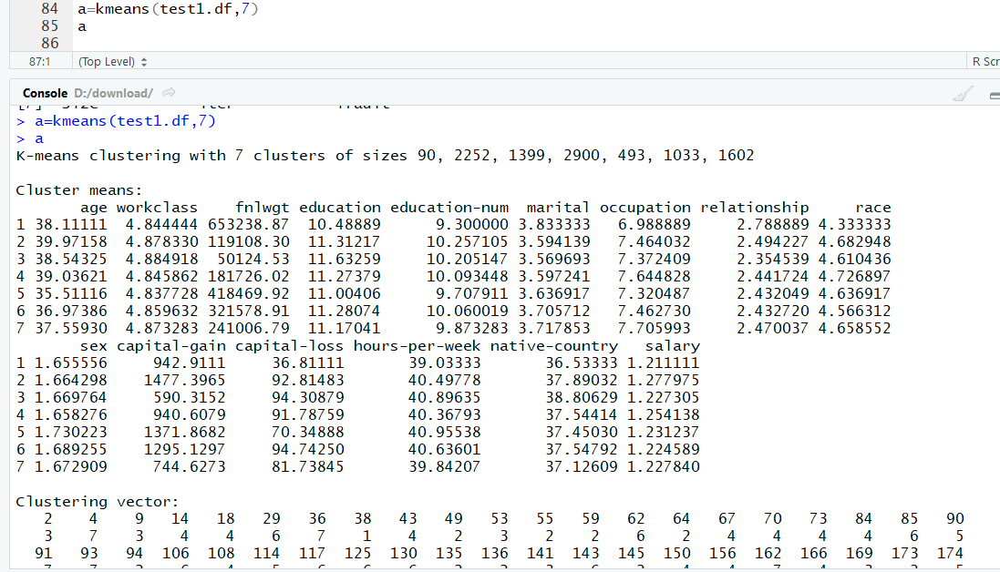 84 a=kmeans(test1.df,7)
85 a
86
87:1 (Top Level) R Scr
Console D:/download/
> a=kmeans(test1.df,7)
> a
K-means clustering with 7 clusters of sizes 90, 2252, 1399, 2900, 493, 1033, 1602
Cluster means:
age workclass fnlwgt education education-num marital occupation relationship race
1 38.11111 4.844444 653238.87 10.48889 9.300000 3.833333 6.988889 2.788889 4.333333
2 39.97158 4.878330 119108.30 11.31217 10.257105 3.594139 7.464032 2.494227 4.682948
3 38.54325 4.884918 50124.53 11.63259 10.205147 3.569693 7.372409 2.354539 4.610436
4 39.03621 4.845862 181726.02 11.27379 10.093448 3.597241 7.644828 2.441724 4.726897
5 35.51116 4.837728 418469.92 11.00406 9.707911 3.636917 7.320487 2.432049 4.636917
6 36.97386 4.859632 321578.91 11.28074 10.060019 3.705712 7.462730 2.432720 4.566312
7 37.55930 4.873283 241006.79 11.17041 9.873283 3.717853 7.705993 2.470037 4.658552
sex capital-gain capital-loss hours-per-week native-country salary
1 1.655556 942.9111 36.81111 39.03333 36.53333 1.211111
2 1.664298 1477.3965 92.81483 40.49778 37.89032 1.277975
3 1.669764 590.3152 94.30879 40.89635 38.80629 1.227305
4 1.658276 940.6079 91.78759 40.36793 37.54414 1.254138
5 1.730223 1371.8682 70.34888 40.95538 37.45030 1.231237
6 1.689255 1295.1297 94.74250 40.63601 37.54792 1.224589
7 1.672909 744.6273 81.73845 39.84207 37.12609 1.227840
Clustering vector:
2 4 9 14 18 29 36 38 43 49 53 55 59 62 64 67 70 73 84 85 90
3 7 3 4 4 6 7 1 4 2 3 2 2 6 2 4 4 4 4 6 5
91 93 94 106 108 114 117 125 130 135 136 141 143 145 150 156 162 166 169 173 174